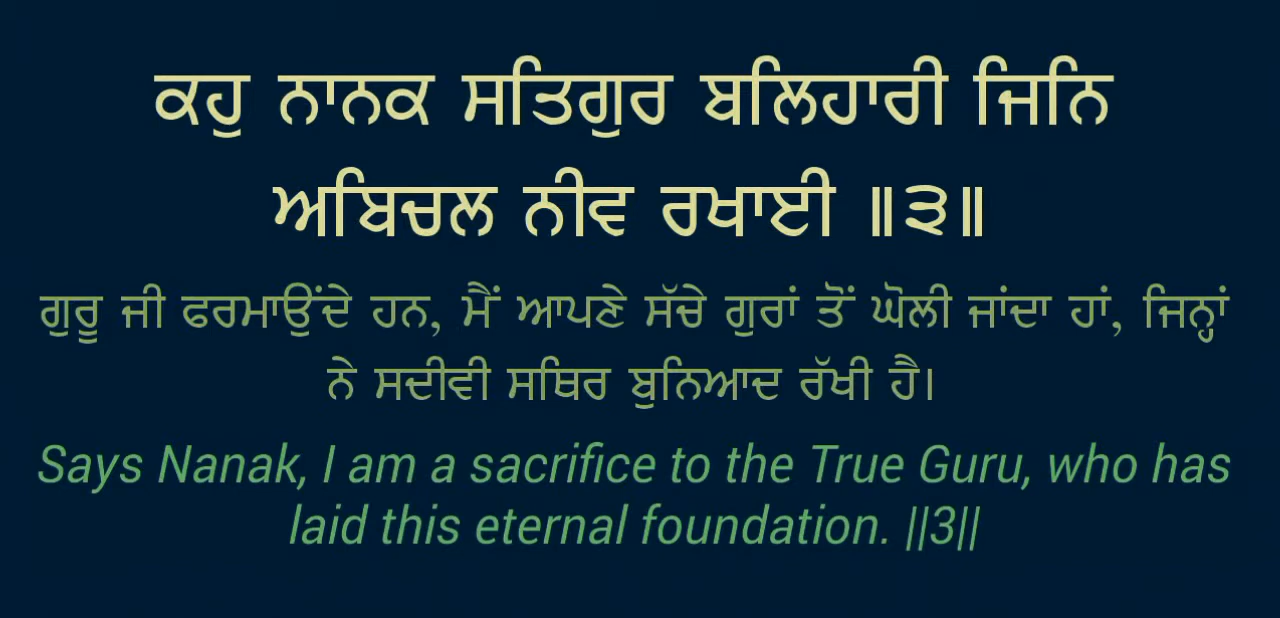 ਕਹੁ ਨਾਨਕ ਸਤਿਗੁਰ ਬਲਿਹਾਰੀ ਜਿਨਿ
ਅਬਿਚਲ ਨੀਵ ਰਖਾਈ ॥੩॥
ਗੁਰੂ ਜੀ ਫਰਮਾਉਂਦੇ ਹਨ, ਮੈਂ ਆਪਣੇ ਸੱਚੇ ਗੁਰਾਂ ਤੋਂ ਘੋਲੀ ਜਾਂਦਾ ਹਾਂ, ਜਿਨ੍ਹਾਂ
ਨੇ ਸਦੀਵੀ ਸਥਿਰ ਬੁਨਿਆਦ ਰੱਖੀ ਹੈ।
Says Nanak, I am a sacrifice to the True Guru, who has
laid this eternal foundation. ||3||